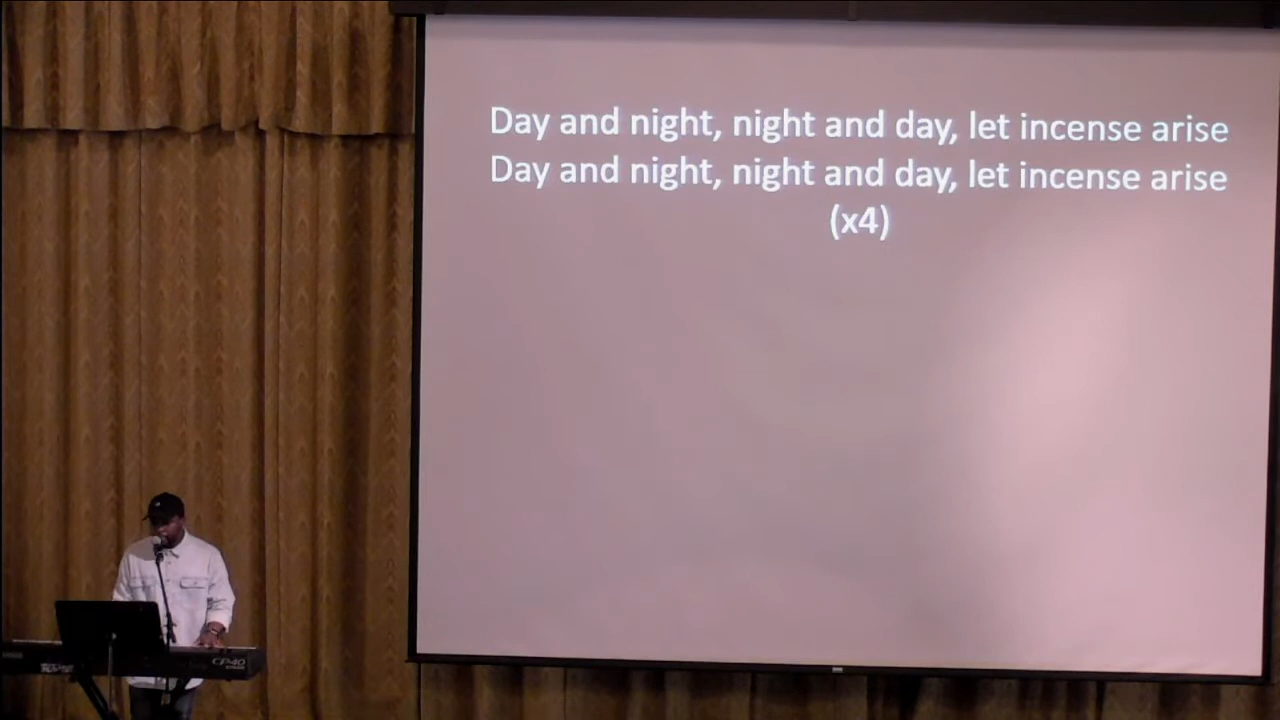 Day and night, night and day, let incense arise
Day and night, night and day, let incense arise
(x4)
CP40